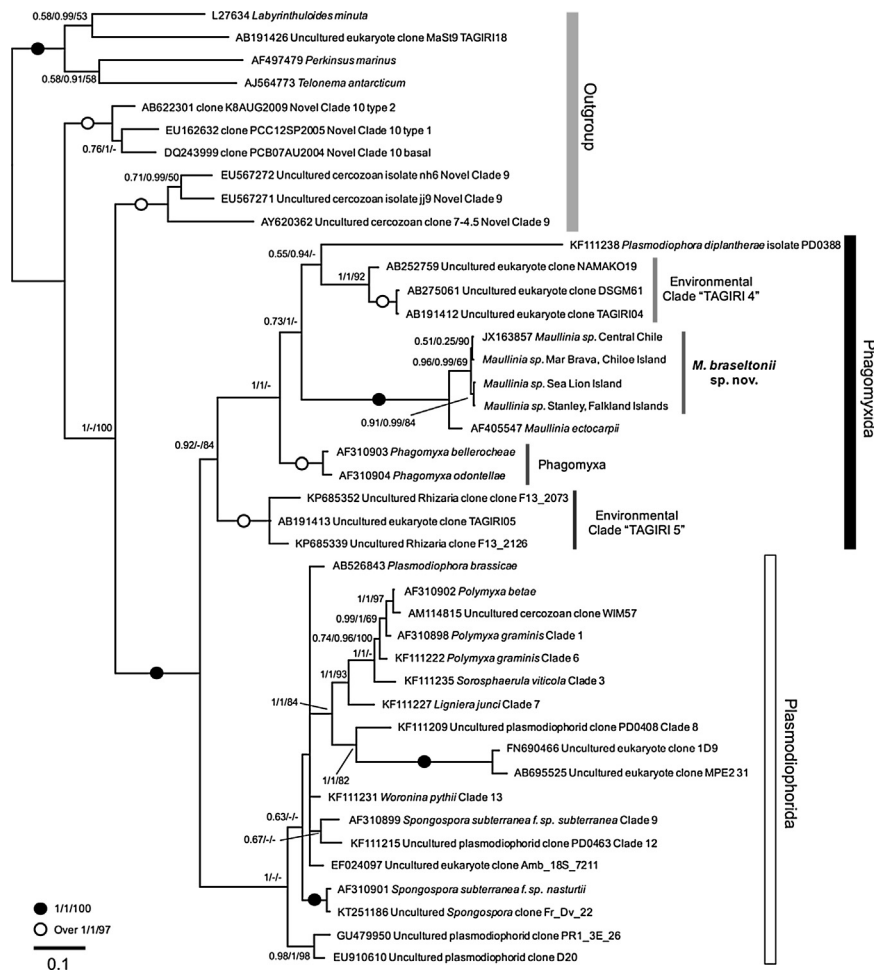 0.58/0.99/53
L27634 Labyrinthuloides minuta
AB191426 Uncultured eukaryote clone MaSt9 TAGIRI18
AF497479 Perkinsus marinus
0.58/0.91/58
AJ564773 Telonema antarcticum
AB622301 clone K8AUG2009 Novel Clade 10 type 2
EU162632 clone PCC12SP2005 Novel Clade 10 type 1
0.76/1/-
DQ243999 clone PCB07AU2004 Novel Clade 10 basal
Outgroup
0.71/0.99/50
EU567272 Uncultured cercozoan isolate nh6 Novel Clade 9
EU567271 Uncultured cercozoan isolate jj9 Novel Clade 9
AY620362 Uncultured cercozoan clone 7-4.5 Novel Clade 9
KF111238 Plasmodiophora diplantherae isolate PD0388
0.55/0.94/-
AB252759 Uncultured eukaryote clone NAMAKO19
1/1/92
AB275061 Uncultured eukaryote clone DSGM61
AB191412 Uncultured eukaryote clone TAGIRI04
Environmental
Clade "TAGIRI 4"
0.73/1/-
0.51/0.25/90
JX163857 Maullinia sp. Central Chile
0.96/0.99/69
Maullinia sp. Mar Brava, Chiloe Island
Maullinia sp. Sea Lion Island
Maullinia sp. Stanley, Falkland Islands
M. braseltonii
sp. nov.
0.91/0.99/84
AF405547 Maullinia ectocarpii
1/1/-
AF310903 Phagomyxa bellerocheae
AF310904 Phagomyxa odontellae
Phagomyxa
1/-/100
0.92/-/84
KP685352 Uncultured Rhizaria clone clone F13_2073
AB191413 Uncultured eukaryote clone TAGIRI05
KP685339 Uncultured Rhizaria clone F13_2126
Environmental
Clade "TAGIRI 5"
Phagomyxida
AB526843 Plasmodiophora brassicae
AF310902 Polymyxa betae
1/1/97
AM114815 Uncultured cercozoan clone WIM57
0.99/1/69
AF310898 Polymyxa graminis Clade 1
0.74/0.96/100
KF111222 Polymyxa graminis Clade 6
1/1/-
KF111235 Sorosphaerula viticola Clade 3
1/1/93
KF111227 Ligniera junci Clade 7
1/1/84
KF111209 Uncultured plasmodiophorid clone PD0408 Clade 8
FN690466 Uncultured eukaryote clone 1D9
AB695525 Uncultured eukaryote clone MPE2 31
1/1/82
KF111231 Woronina pythii Clade 13
0.63/-/-
AF310899 Spongospora subterranea f. sp. subterranea Clade 9
0.67/-/-
KF111215 Uncultured plasmodiophorid clone PD0463 Clade 12
EF024097 Uncultured eukaryote clone Amb_18S_7211
1/-/-
AF310901 Spongospora subterranea f. sp. nasturtii
KT251186 Uncultured Spongospora clone Fr_Dv_22
GU479950 Uncultured plasmodiophorid clone PR1_3E_26
0.98/1/98
EU910610 Uncultured plasmodiophorid clone D20
Plasmodiophorida
1/1/100
Over 1/1/97
0.1